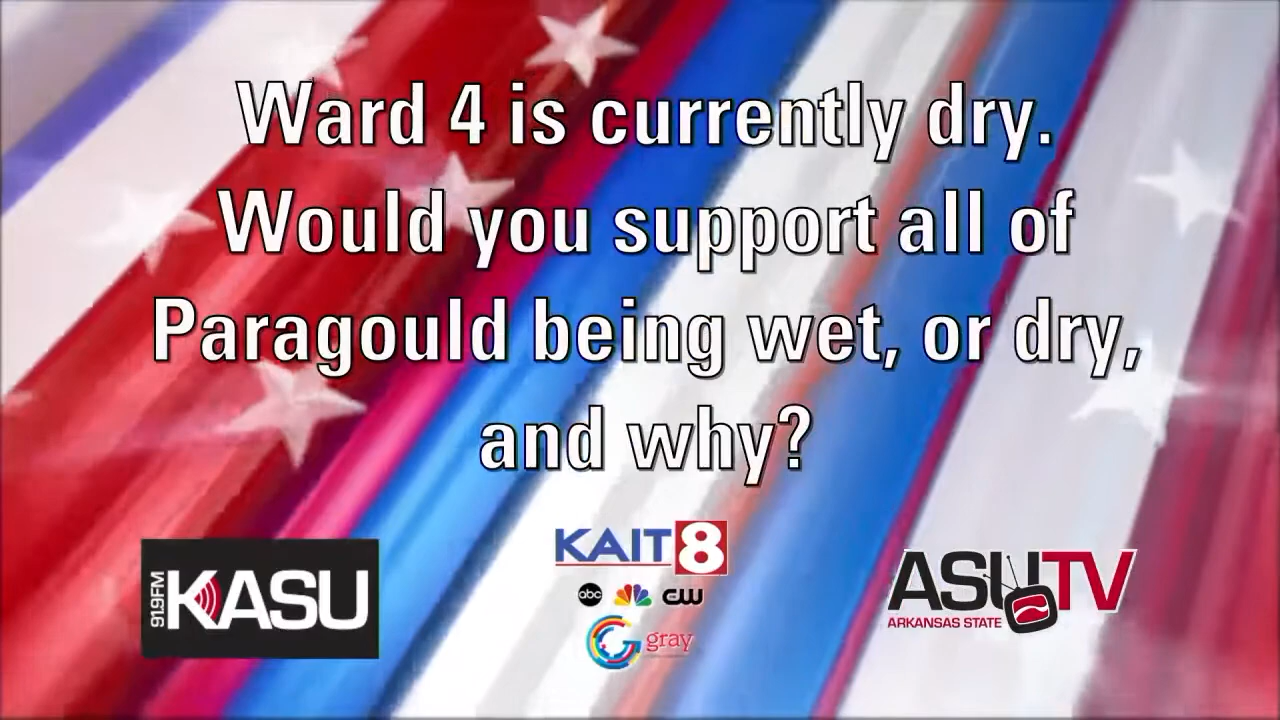 Ward 4 is currently dry.
Would you support all of
Paragould being wet, or dry,
and why?
91.9FM KASU
KAIT 8
abc CW
gray
ASU TV
ARKANSAS STATE